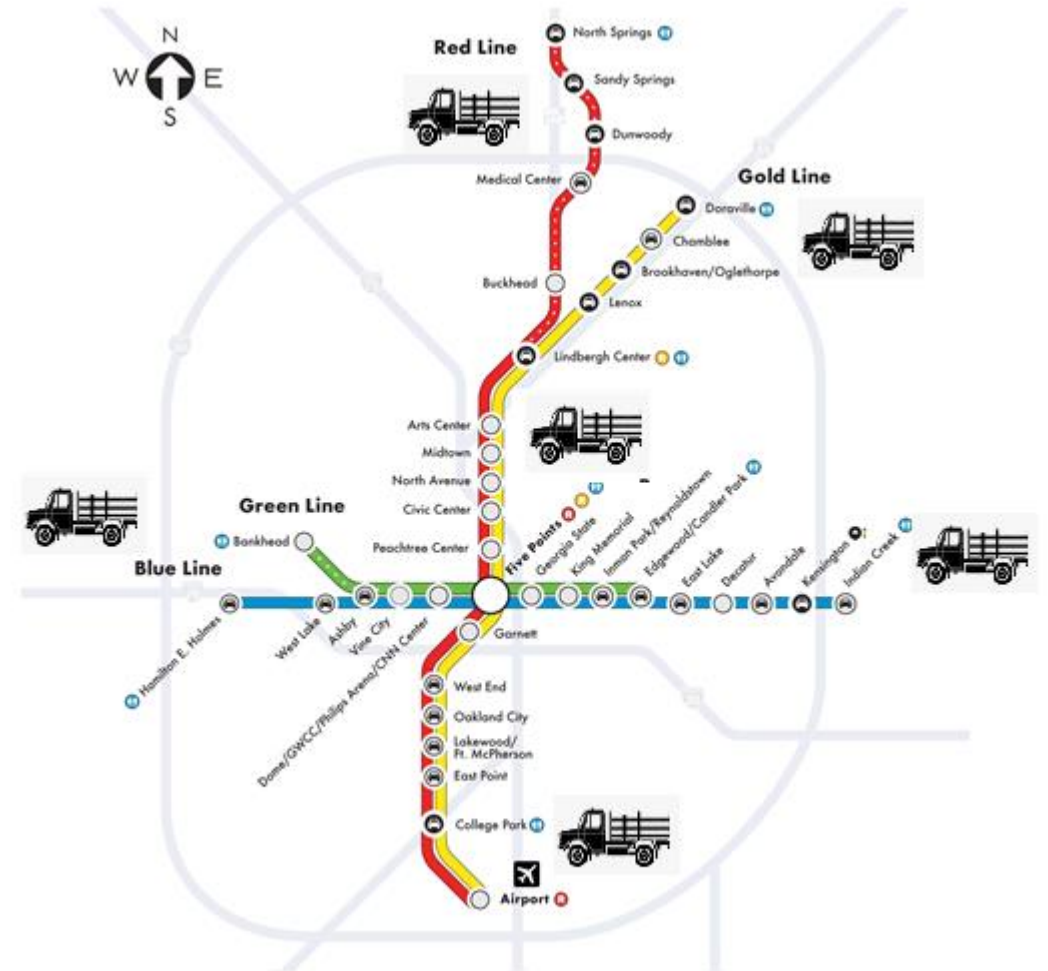 N
W E
S
Red Line
North Springs
Sandy Springs
Dunwoody
Medical Center
Gold Line
Doraville
Chamblee
Brookhaven/Oglethorpe
Buckhead
Lenox
Lindbergh Center
Arts Center
Midtown
North Avenue
Civic Center
Peachtree Center
Green Line
Bankhead
Blue Line
Hamilton E. Holmes
West Lake
Ashby
Vine City
Dome/GWCC/Philips Arena/CNN Center
Five Points R
Georgia State
King Memorial
Inman Park/Reynoldstown
Edgewood/Candler Park
East Lake
Decatur
Avondale
Kensington
Indian Creek
Garnett
West End
Oakland City
Lakewood/
Ft. McPherson
East Point
College Park
Airport R